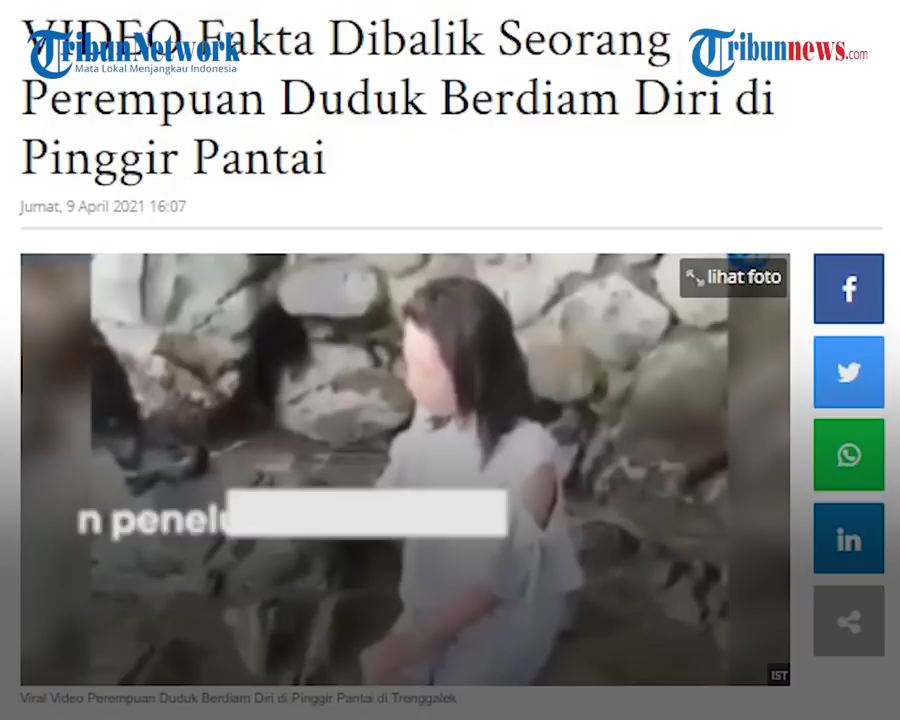 VIDEO Fakta Dibalik Seorang
TribunNetwork
Mata Lokal Menjangkau Indonesia
Tribunnews.com
Perempuan Duduk Berdiam Diri di
Pinggir Pantai
Jumat, 9 April 2021 16:07
lihat foto
n penelu
IST
Viral Video Perempuan Duduk Berdiam Diri di Pinggir Pantai di Trenggalek